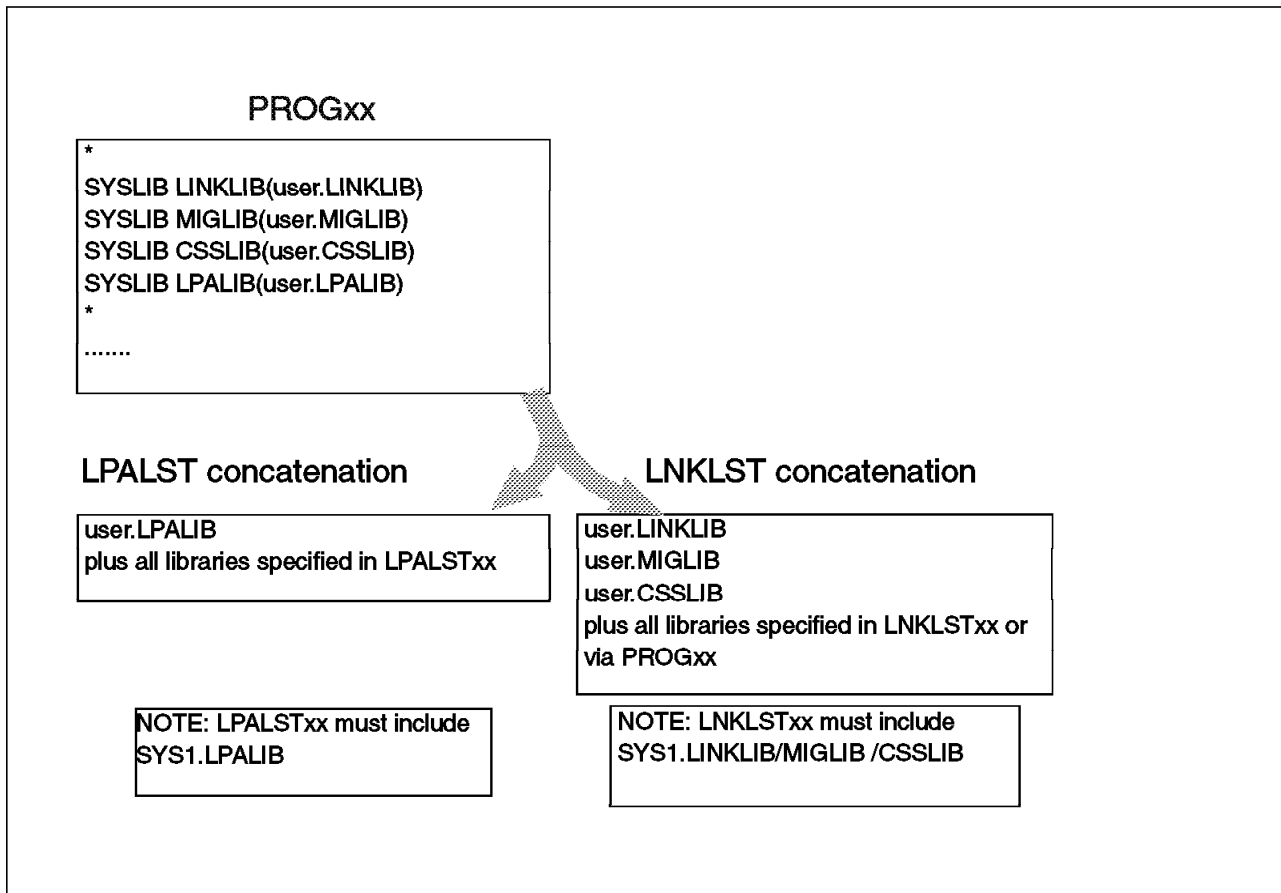 PROGxx
*
SYSLIB LINKLIB(user.LINKLIB)
SYSLIB MIGLIB(user.MIGLIB)
SYSLIB CSSLIB(user.CSSLIB)
SYSLIB LPALIB(user.LPALIB)
*
.......
LPALST concatenation
user.LPALIB
plus all libraries specified in LPALSTxx
NOTE: LPALSTxx must include
SYS1.LPALIB
LNKLST concatenation
user.LINKLIB
user.MIGLIB
user.CSSLIB
plus all libraries specified in LNKLSTxx or
via PROGxx
NOTE: LNKLSTxx must include
SYS1.LINKLIB/MIGLIB /CSSLIB